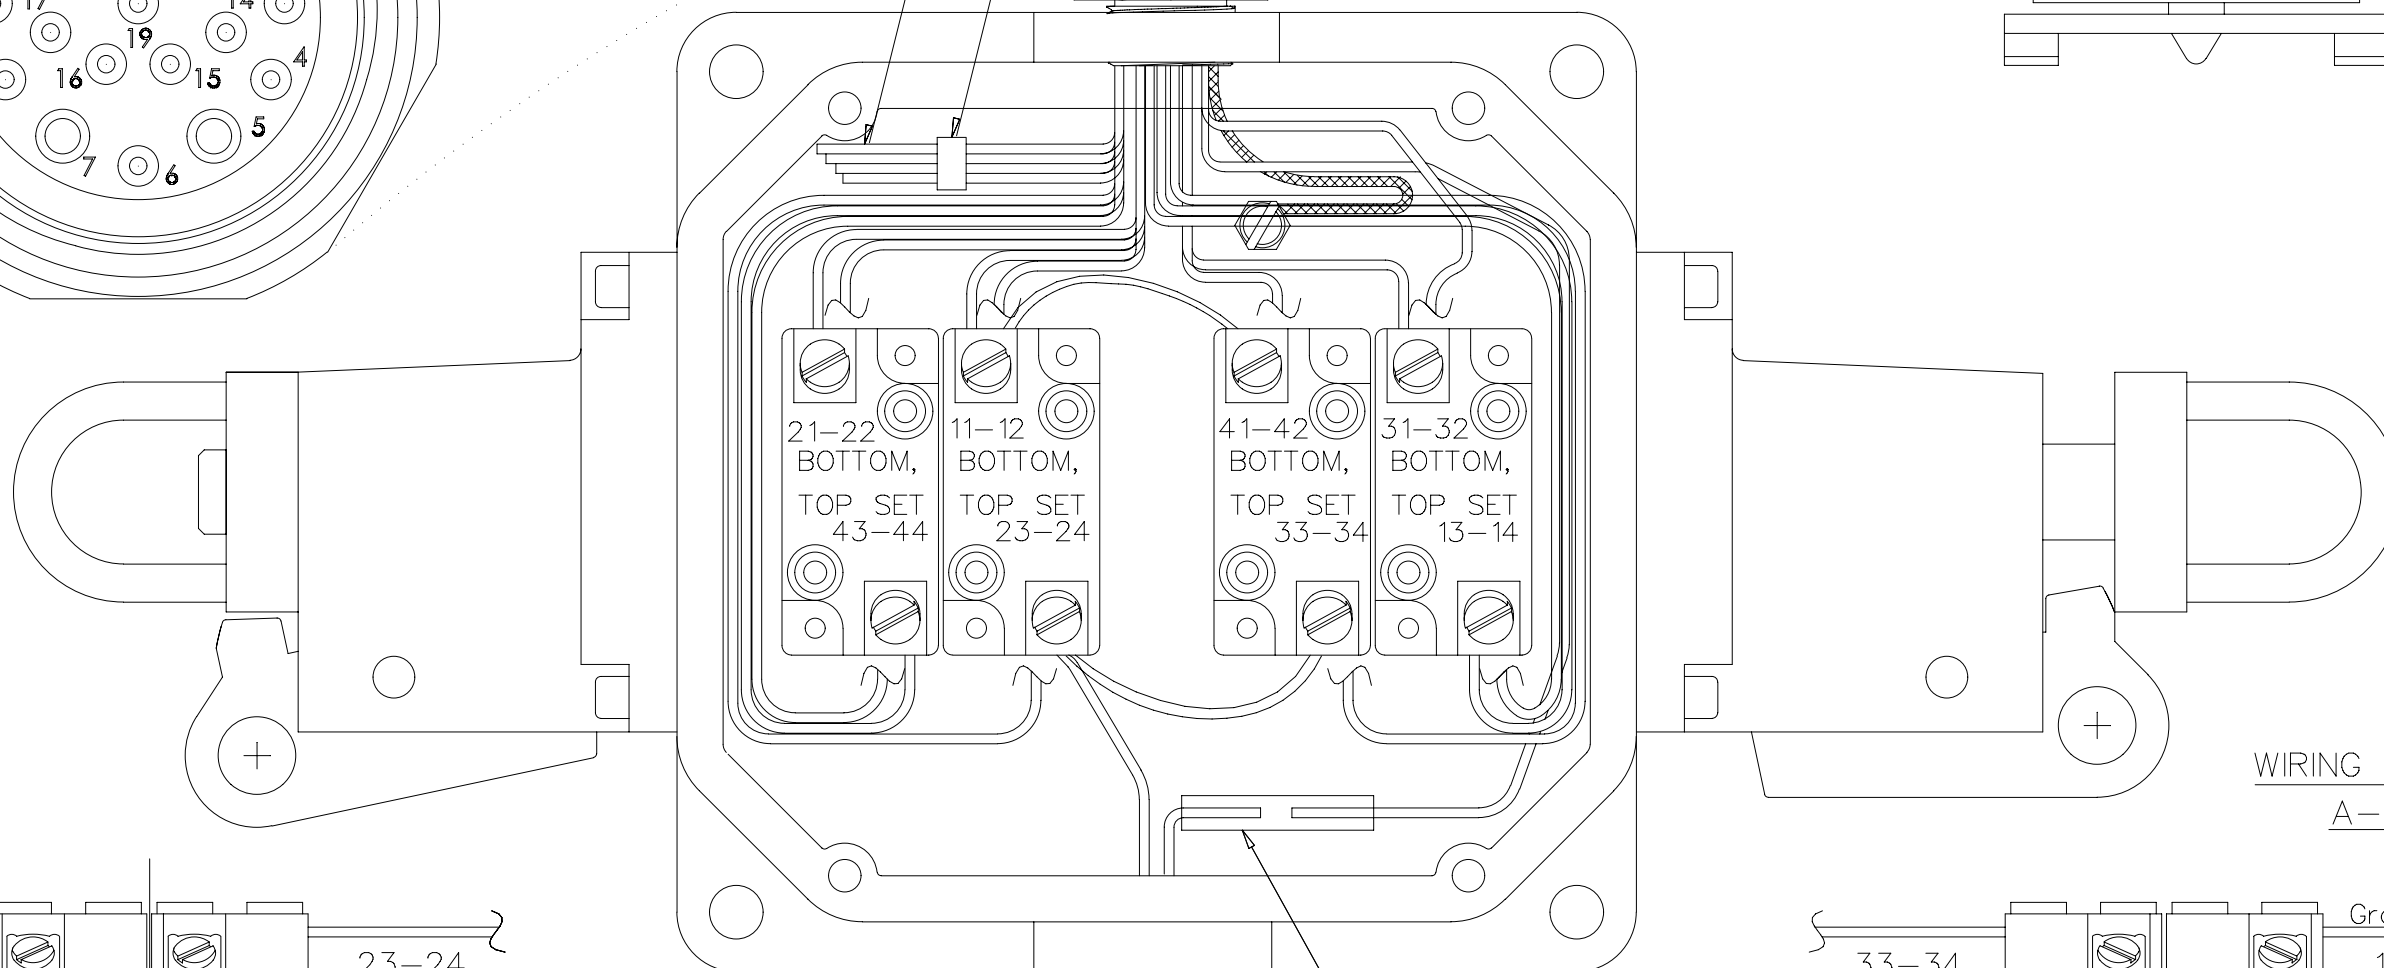 14
19
4
16
15
5
7
6
21-22
BOTTOM,
TOP SET
43-44
11-12
BOTTOM,
TOP SET
23-24
41-42
BOTTOM,
TOP SET
33-34
31-32
BOTTOM,
TOP SET
13-14
WIRING
A-
23-24
33-34